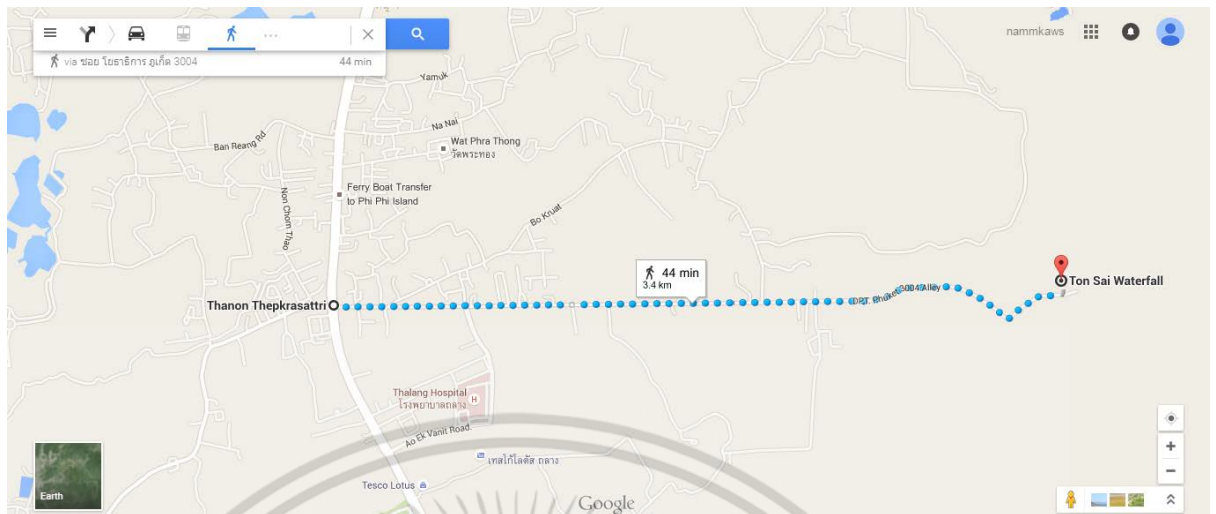 nammkaws
via ซอย โยธาธิการ ภูเก็ต 3004
44 min
Yamuk
Na Nai
Ban Reang Rd
Wat Phra Thong
วัดพระทอง
Ferry Boat Transfer
to Phi Phi Island
Non Chom Thao
Bo Kruat
44 min
3.4 km
Ton Sai Waterfall
DPT. Phuket 3004 Alley
Thanon Thepkrasattri
Thalang Hospital
โรงพยาบาลถลาง
H
Ao Ek Vanit Road.
เทสโก้โลตัส ถลาง
Tesco Lotus
Earth
Google